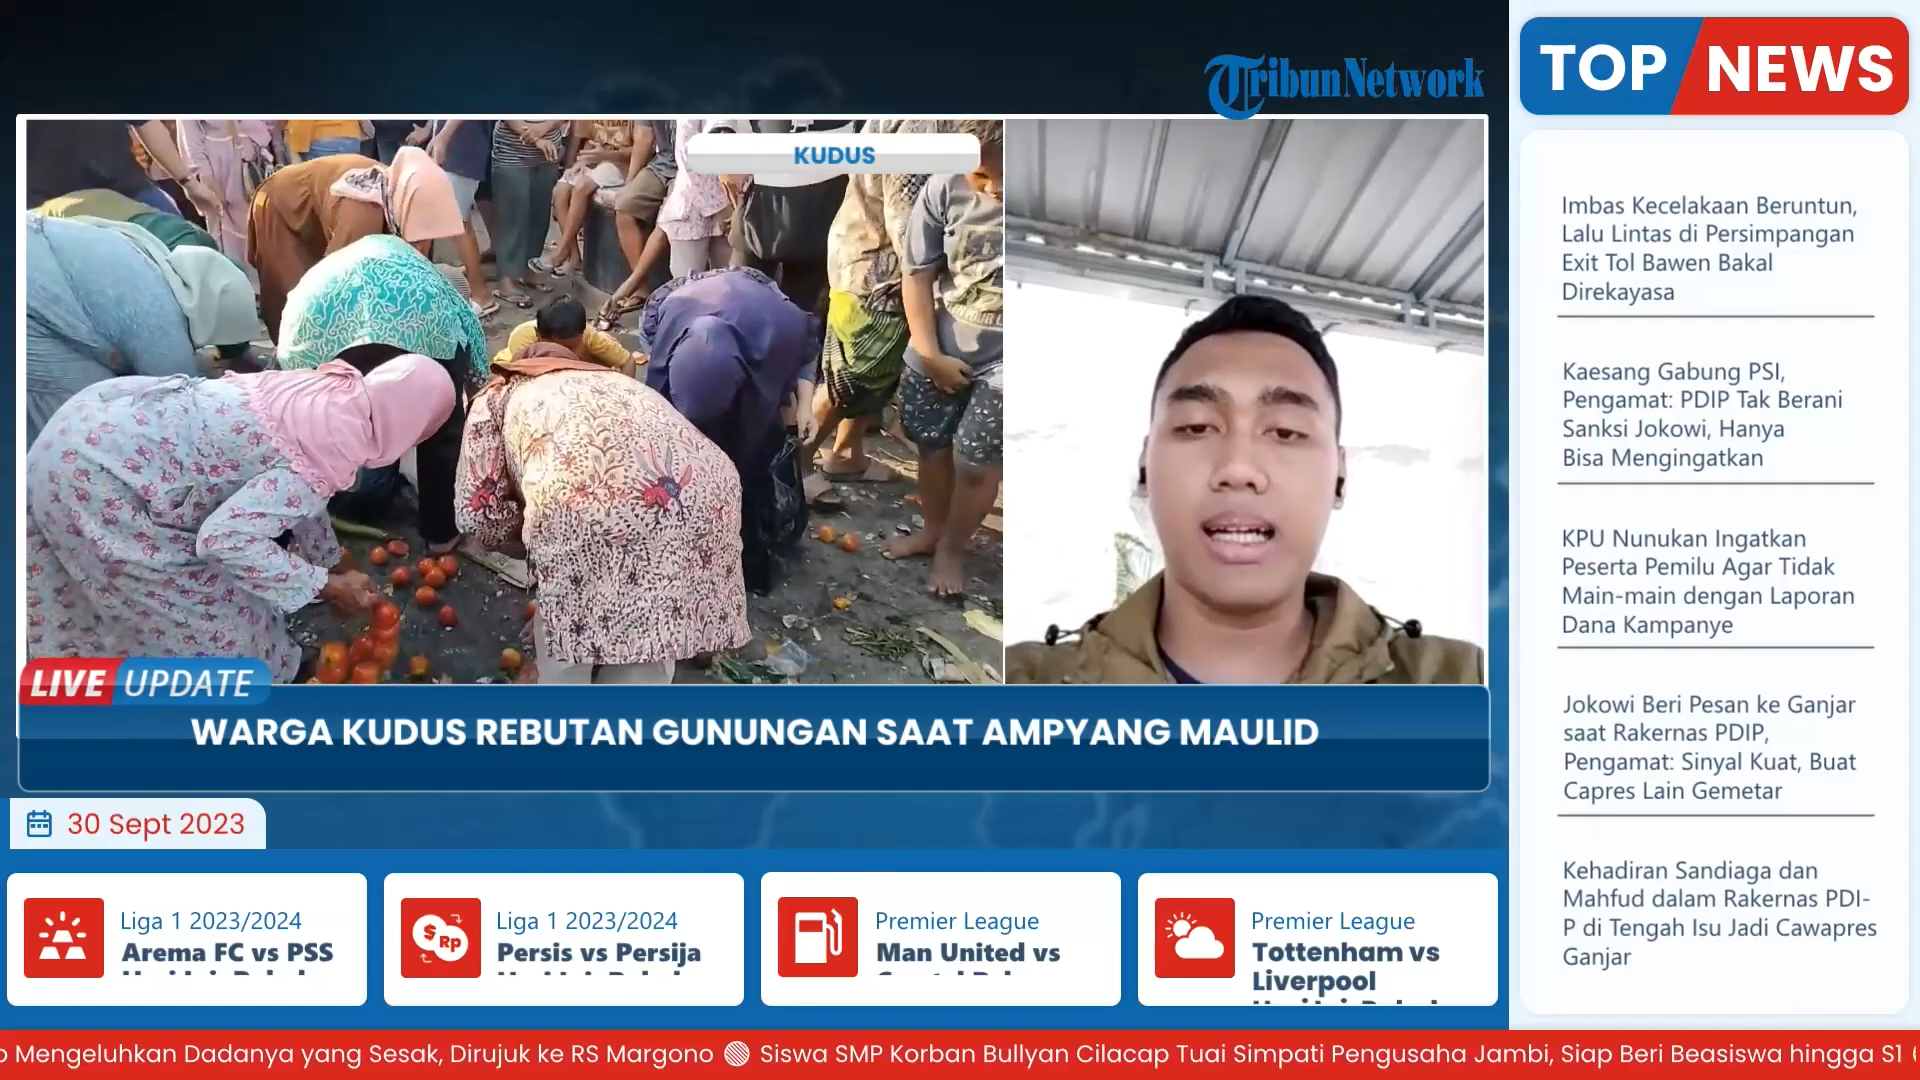 TribunNetwork
TOP NEWS
KUDUS
LIVE UPDATE
WARGA KUDUS REBUTAN GUNUNGAN SAAT AMPYANG MAULID
30 Sept 2023
Imbas Kecelakaan Beruntun,
Lalu Lintas di Persimpangan
Exit Tol Bawen Bakal
Direkayasa
Kaesang Gabung PSI,
Pengamat: PDIP Tak Berani
Sanksi Jokowi, Hanya
Bisa Mengingatkan
KPU Nunukan Ingatkan
Peserta Pemilu Agar Tidak
Main-main dengan Laporan
Dana Kampanye
Jokowi Beri Pesan ke Ganjar
saat Rakernas PDIP,
Pengamat: Sinyal Kuat, Buat
Capres Lain Gemetar
Kehadiran Sandiaga dan
Mahfud dalam Rakernas PDI-
P di Tengah Isu Jadi Cawapres
Ganjar
$ Rp
Liga 1 2023/2024
Arema FC vs PSS
Liga 1 2023/2024
Persis vs Persija
Premier League
Man United vs
Premier League
Tottenham vs
Liverpool
Mengeluhkan Dadanya yang Sesak, Dirujuk ke RS Margono Siswa SMP Korban Bullyan Cilacap Tuai Simpati Pengusaha Jambi, Siap Beri Beasiswa hingga S1